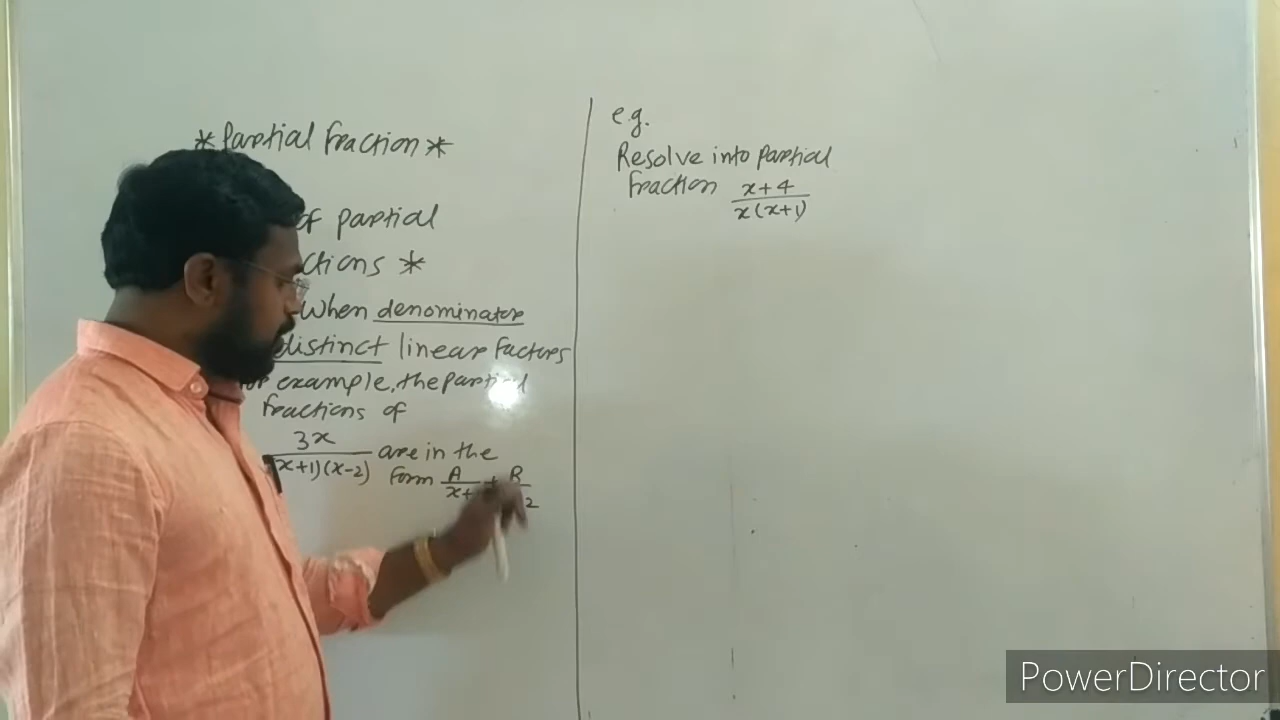 *Partial Fraction*
of partial
ctions *
When denominator
distinct linear factors
example, the partial
fractions of
3x
(x+1)(x-2) are in the
form A/x+ + B/ 2
e.g.
Resolve into partial
fraction x+4
x(x+1)
PowerDirector